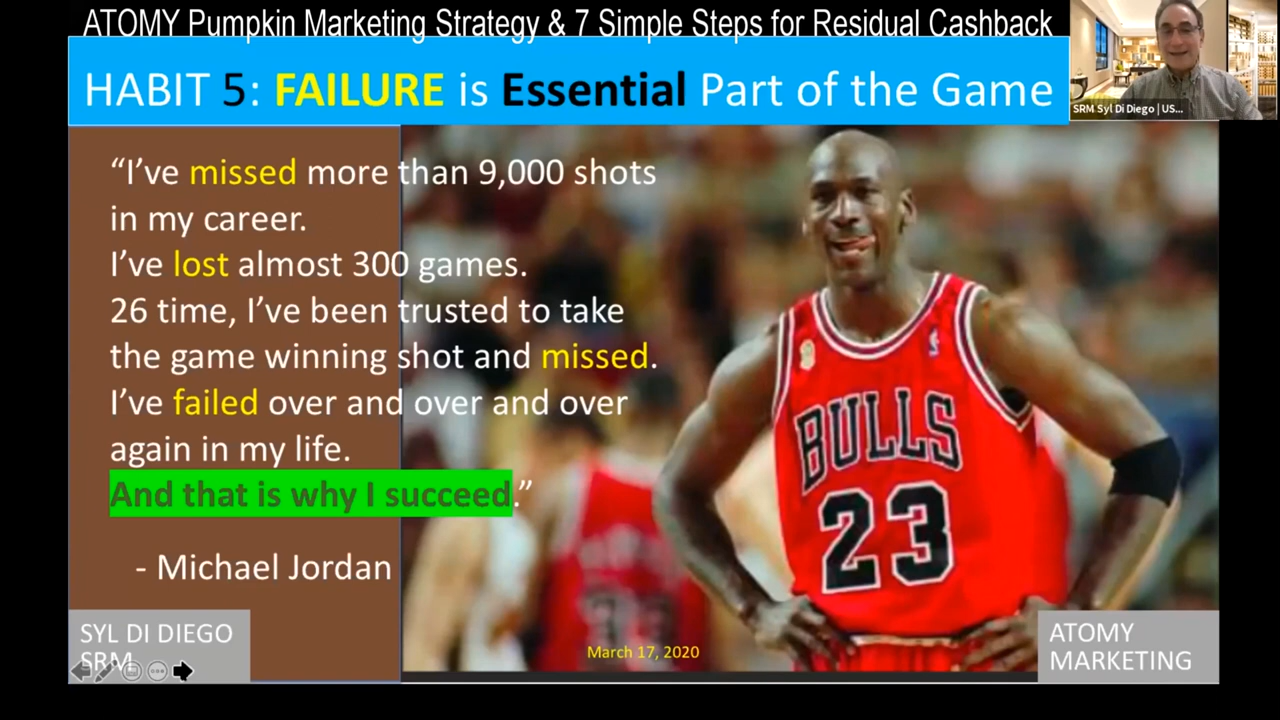 ATOMY Pumpkin Marketing Strategy & 7 Simple Steps for Residual Cashback
HABIT 5: FAILURE is Essential Part of the Game
SRM Syl Di Diego | US...
“I’ve missed more than 9,000 shots
in my career.
I’ve lost almost 300 games.
26 time, I’ve been trusted to take
the game winning shot and missed.
I’ve failed over and over and over
again in my life.
And that is why I succeed.”
- Michael Jordan
BULLS
23
SYL DI DIEGO
SRM
March 17, 2020
ATOMY
MARKETING